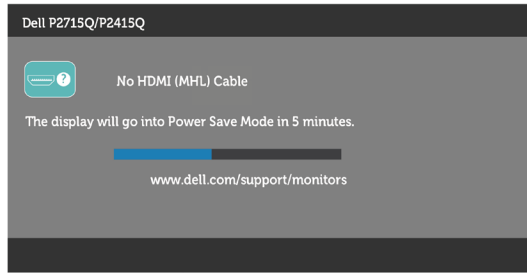 Dell P2715Q/P2415Q
?
No HDMI (MHL) Cable
The display will go into Power Save Mode in 5 minutes.
www.dell.com/support/monitors